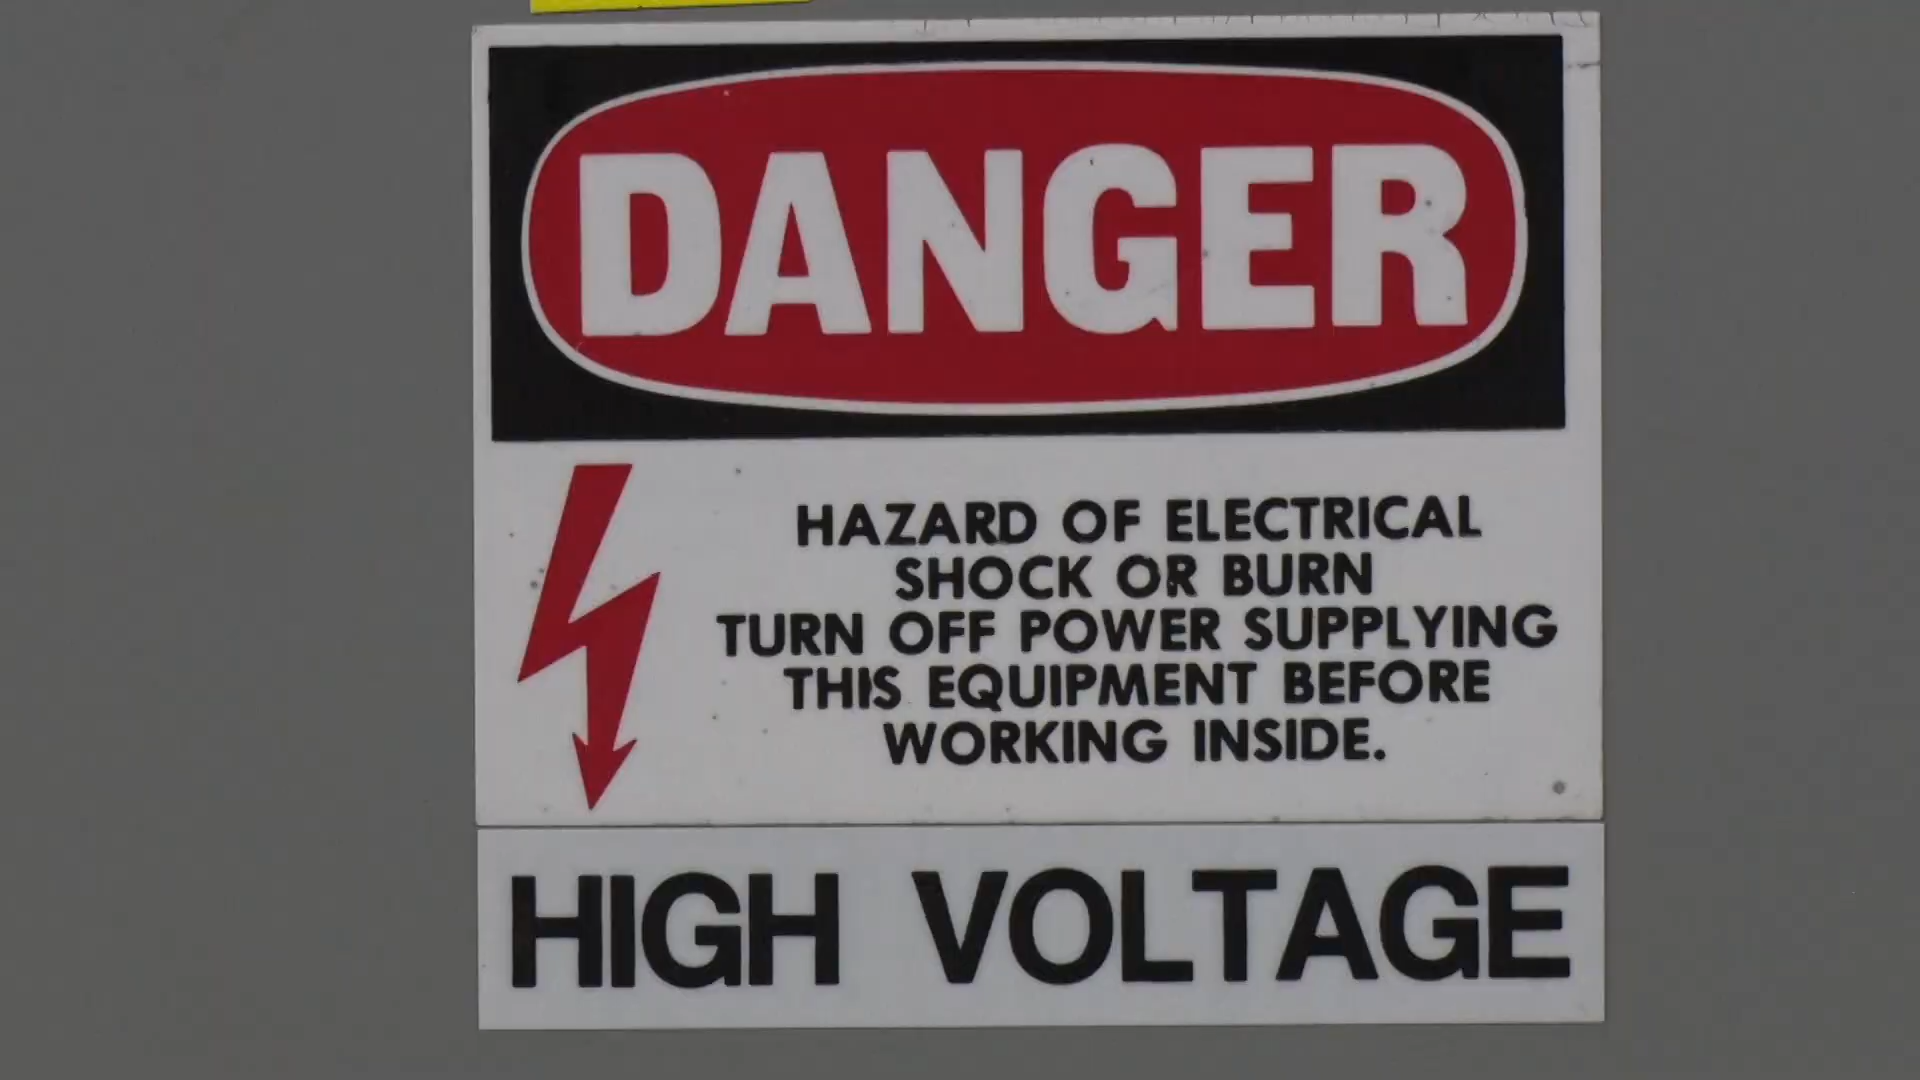 DANGER
HAZARD OF ELECTRICAL
SHOCK OR BURN
TURN OFF POWER SUPPLYING
THIS EQUIPMENT BEFORE
WORKING INSIDE.
HIGH VOLTAGE